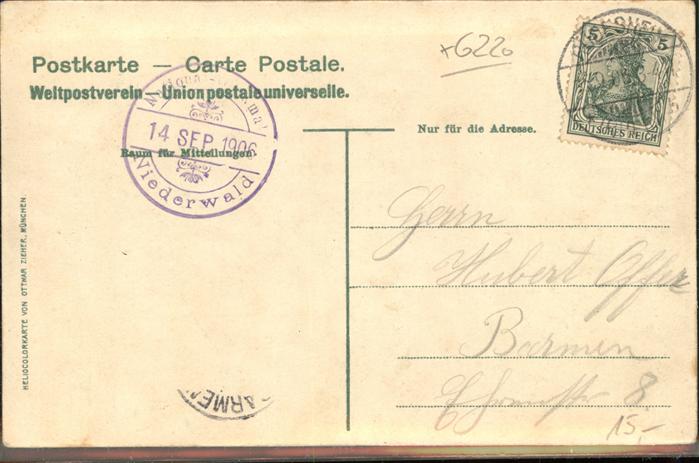 Postkarte — Carte Postale.
Weltpostverein — Union postale universelle.
14 SEP 1906
Niederwald
Raum für Mitteilungen
HELIOCOLORKARTE VON OTTMAR ZIEHER, MÜNCHEN.
+6220
5 5
DEUTSCHES REICH
Nur für die Adresse.
Herrn
Hubert
Barmen
8
15,-
BARMEN